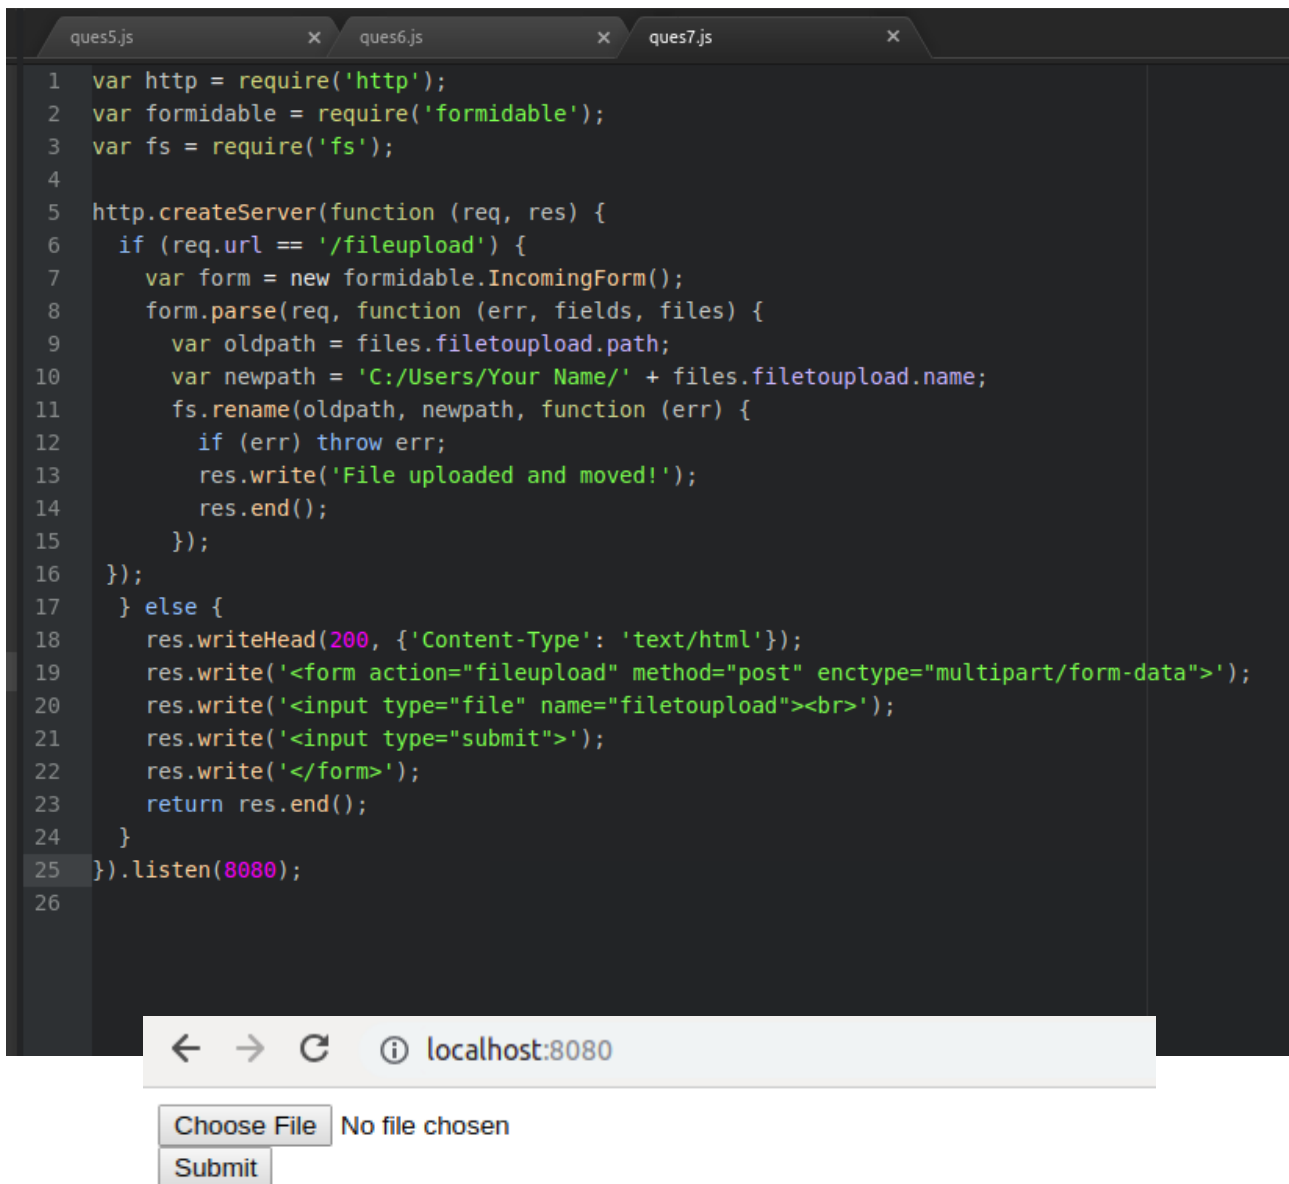 ques5.js × ques6.js × ques7.js ×
1 var http = require('http');
2 var formidable = require('formidable');
3 var fs = require('fs');
4
5 http.createServer(function (req, res) {
6   if (req.url == '/fileupload') {
7     var form = new formidable.IncomingForm();
8     form.parse(req, function (err, fields, files) {
9       var oldpath = files.filetoupload.path;
10       var newpath = 'C:/Users/Your Name/' + files.filetoupload.name;
11       fs.rename(oldpath, newpath, function (err) {
12         if (err) throw err;
13         res.write('File uploaded and moved!');
14         res.end();
15       });
16  });
17   } else {
18     res.writeHead(200, {'Content-Type': 'text/html'});
19     res.write('<form action="fileupload" method="post" enctype="multipart/form-data">');
20     res.write('<input type="file" name="filetoupload"><br>');
21     res.write('<input type="submit">');
22     res.write('</form>');
23     return res.end();
24   }
25 }).listen(8080);
26
localhost:8080
Choose File No file chosen
Submit